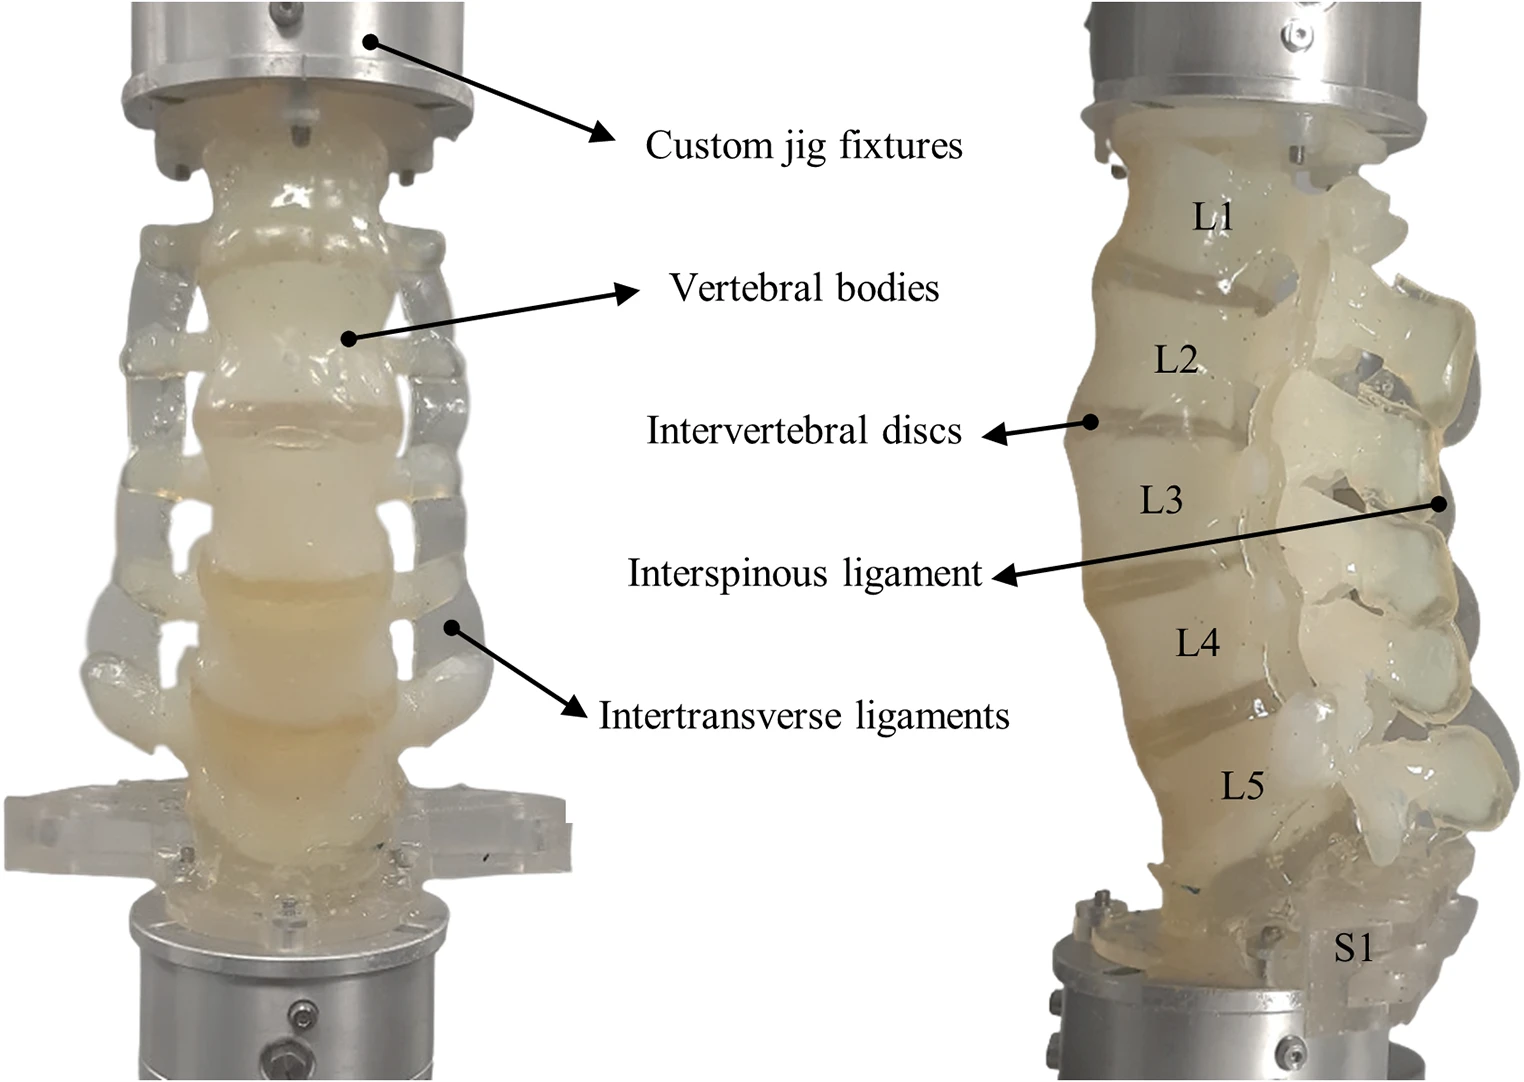 Custom jig fixtures
L1
Vertebral bodies
L2
Intervertebral discs
L3
Interspinous ligament
L4
Intertransverse ligaments
L5
S1